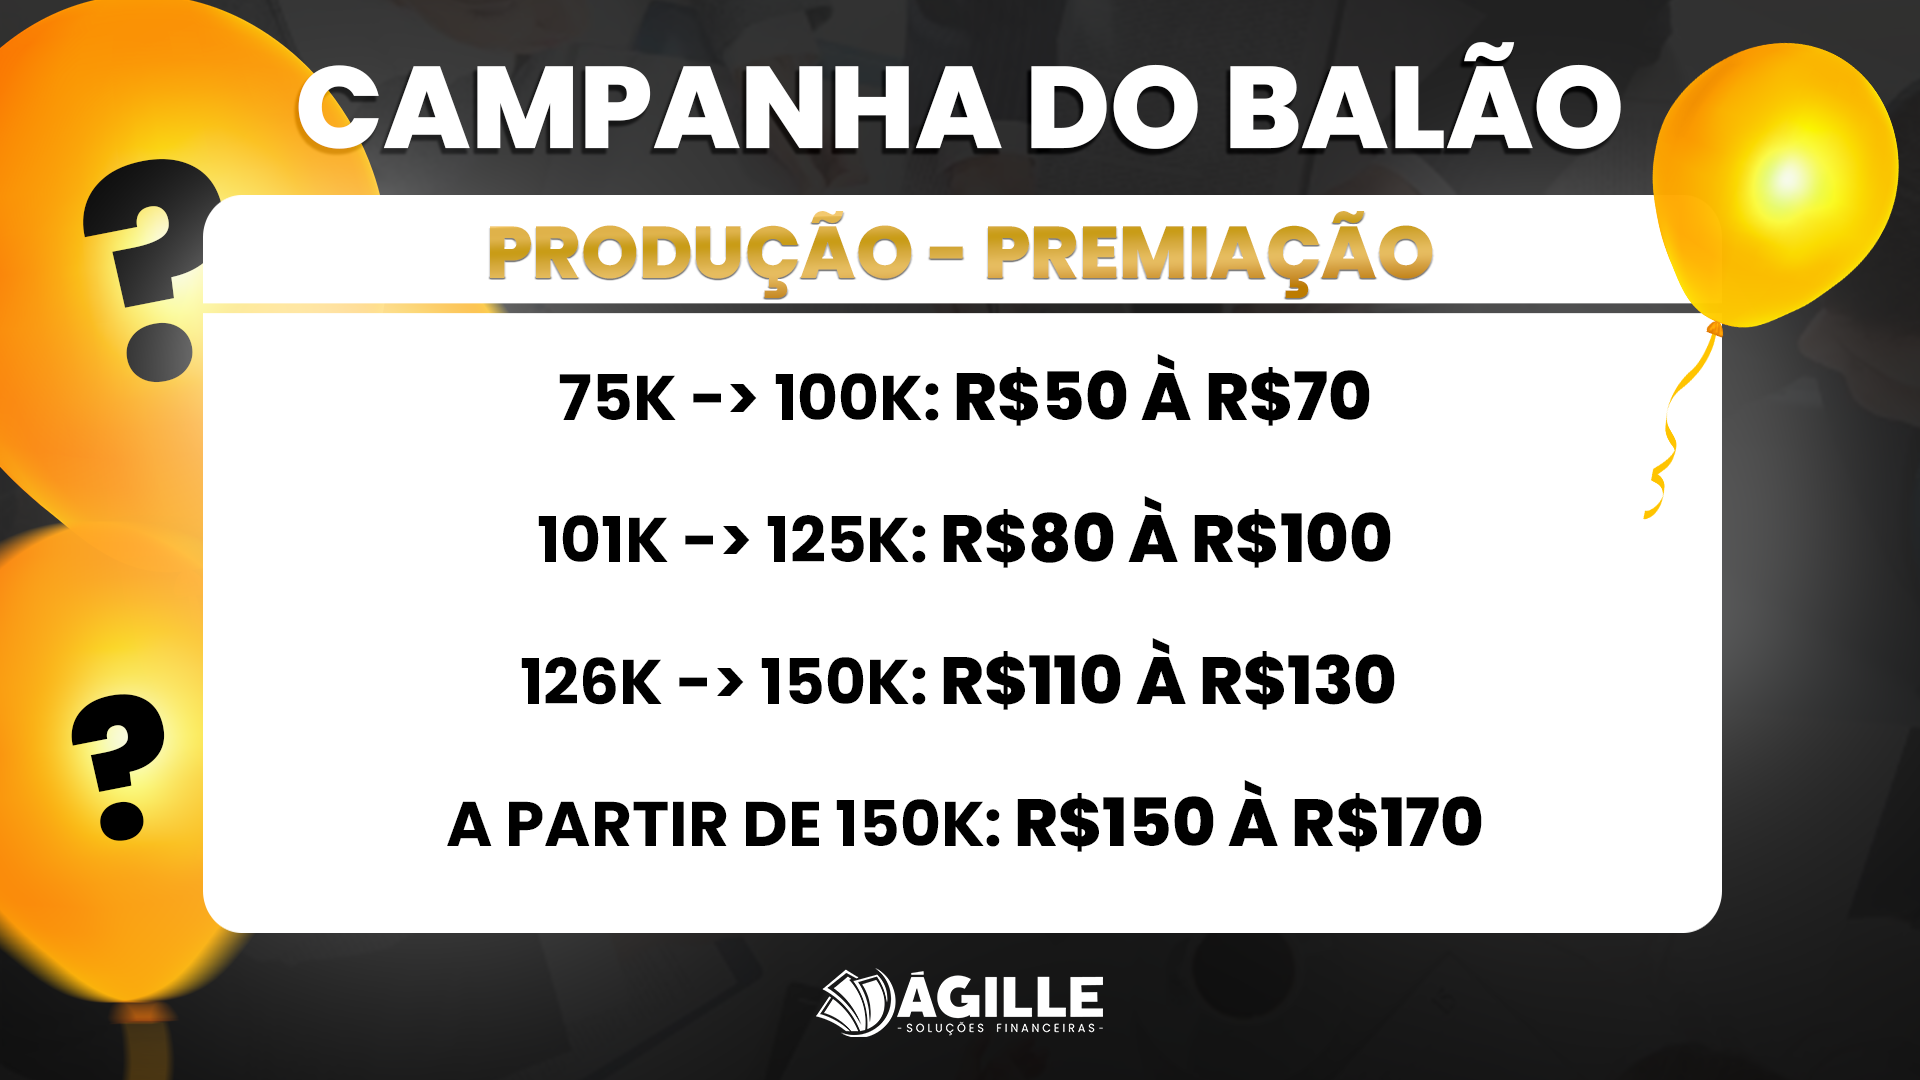 CAMPANHA DO BALÃO
?
PRODUÇÃO - PREMIAÇÃO
75K -> 100K: R$50 À R$70
101K -> 125K: R$80 À R$100
126K -> 150K: R$110 À R$130
?
A PARTIR DE 150K: R$150 À R$170
ÁGILLE
-SOLUÇÕES FINANCEIRAS-